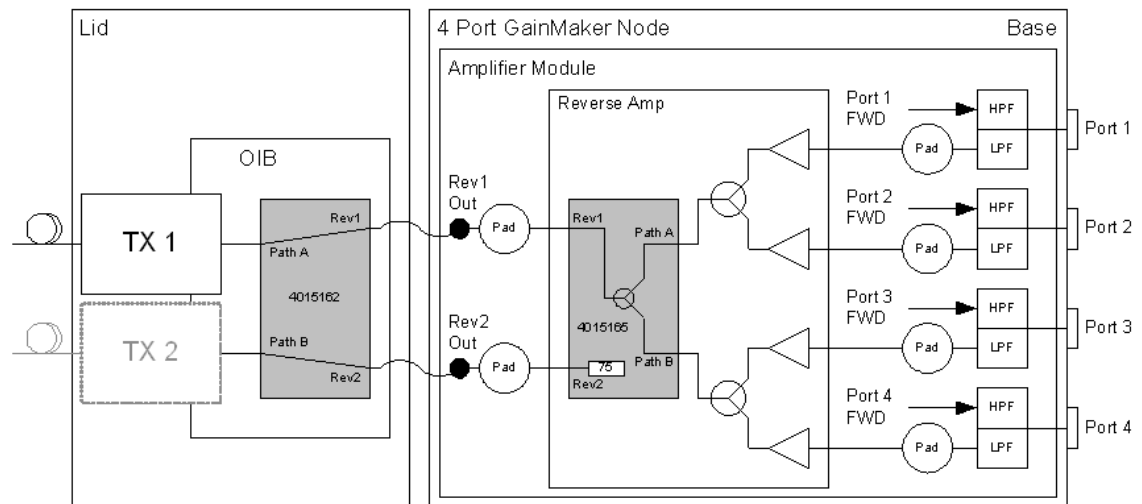 Lid
4 Port GainMaker Node
Base
Amplifier Module
Reverse Amp
OIB
TX 1
TX 2
Rev1
Path A
4015162
Path B
Rev2
Rev1
Out
Pad
Rev2
Out
Pad
Rev1
Path A
4015165
75
Path B
Rev2
Port 1
FWD
Pad
HPF
LPF
Port 1
Port 2
FWD
Pad
HPF
LPF
Port 2
Port 3
FWD
Pad
HPF
LPF
Port 3
Port 4
FWD
Pad
HPF
LPF
Port 4